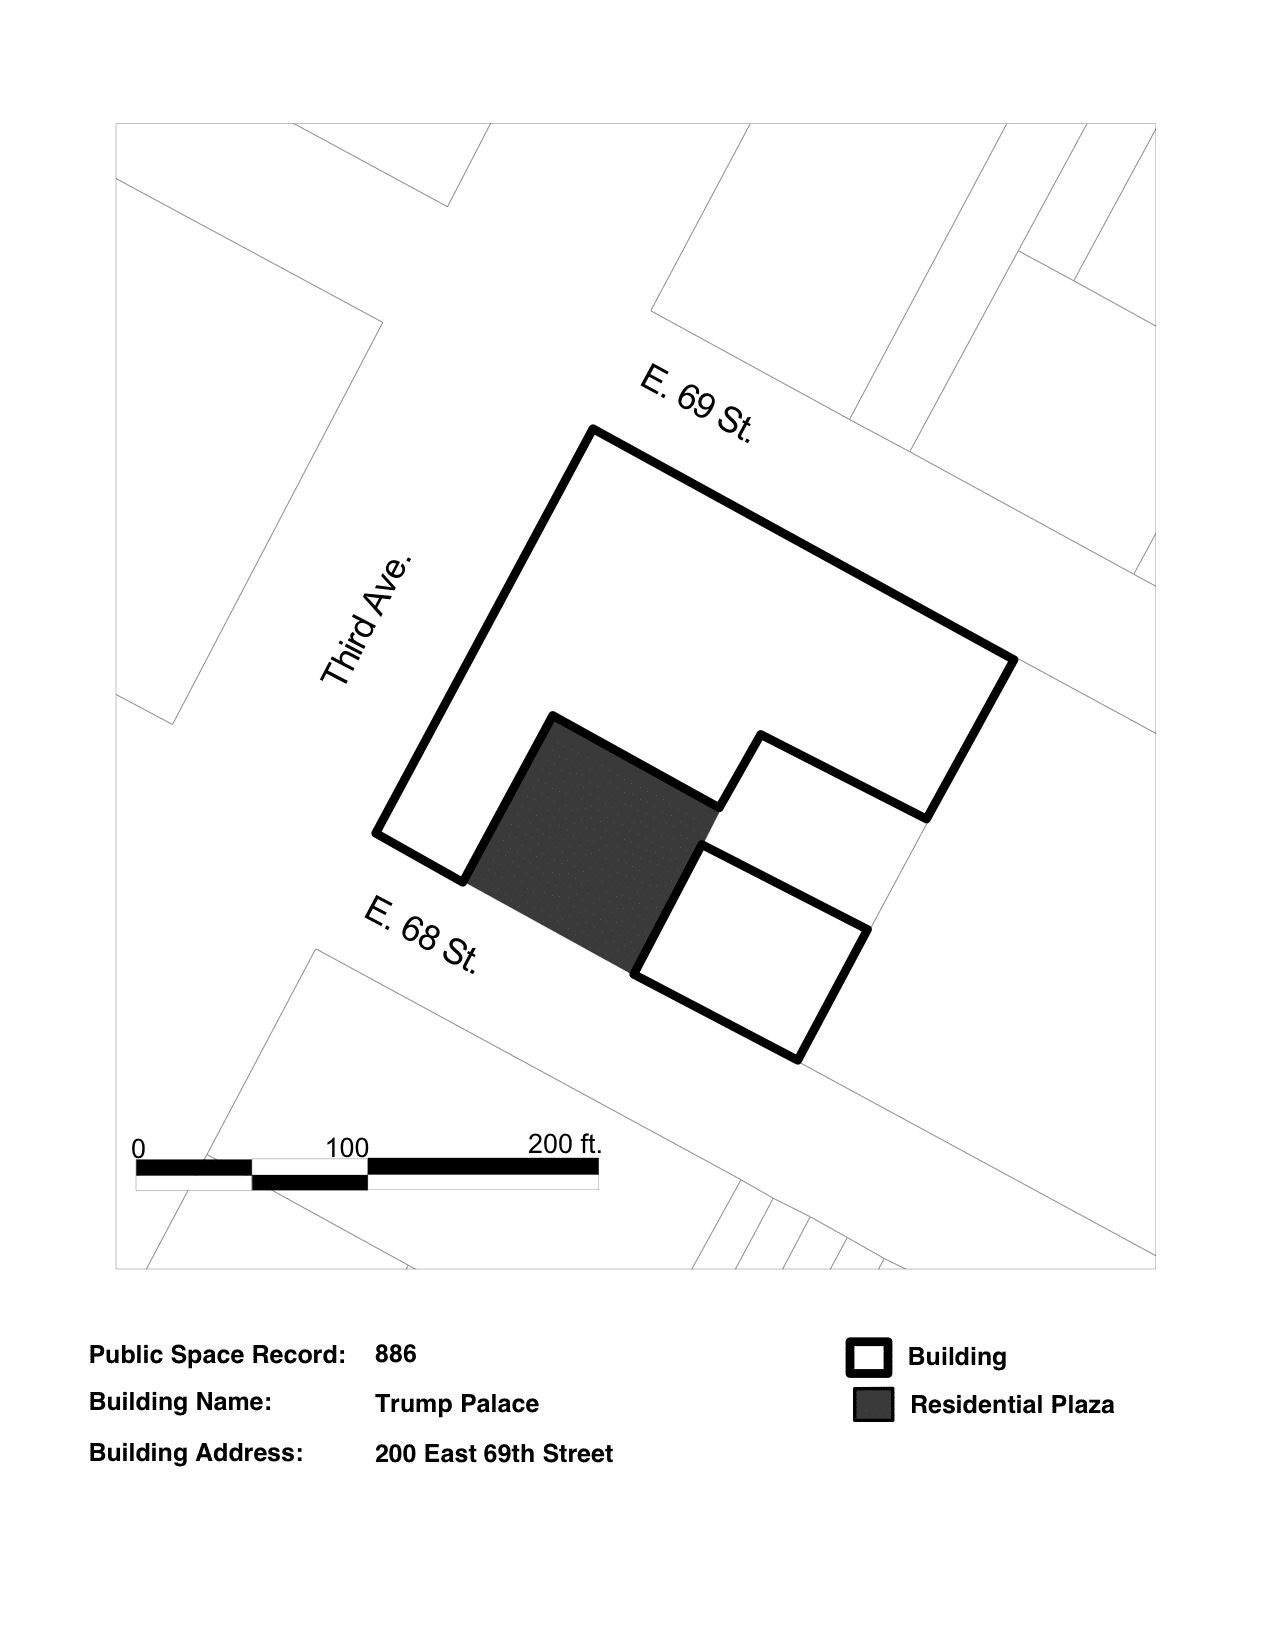 E. 69 St.
Third Ave.
E. 68 St.
0 100 200 ft.
Public Space Record: 886
Building Name: Trump Palace
Building Address: 200 East 69th Street
Building
Residential Plaza